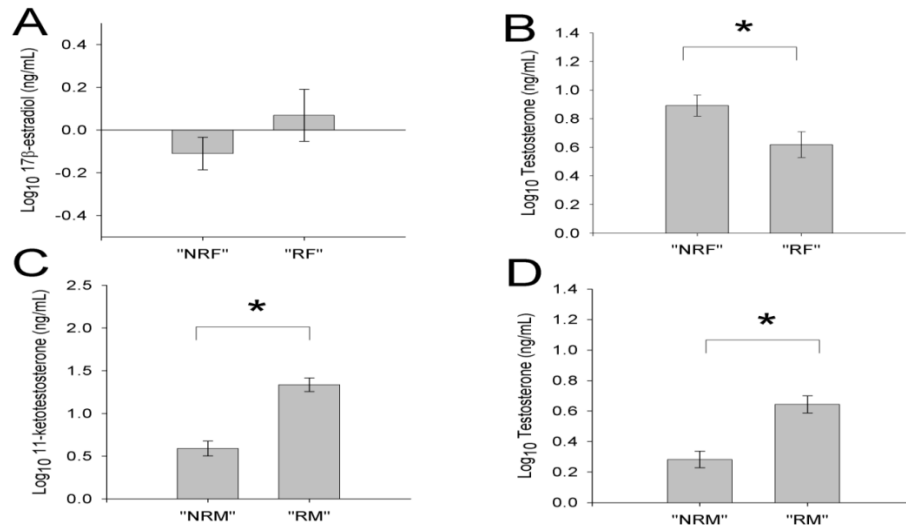 A
Log10 17β-estradiol (ng/mL)
0.4
0.2
0.0
-0.2
-0.4
"NRF" "RF"
B
*
Log10 Testosterone (ng/mL)
1.4
1.2
1.0
0.8
0.6
0.4
0.2
0.0
"NRF" "RF"
C
*
Log10 11-ketotestosterone (ng/mL)
2.5
2.0
1.5
1.0
0.5
0.0
"NRM" "RM"
D
*
Log10 Testosterone (ng/mL)
1.4
1.2
1.0
0.8
0.6
0.4
0.2
0.0
"NRM" "RM"